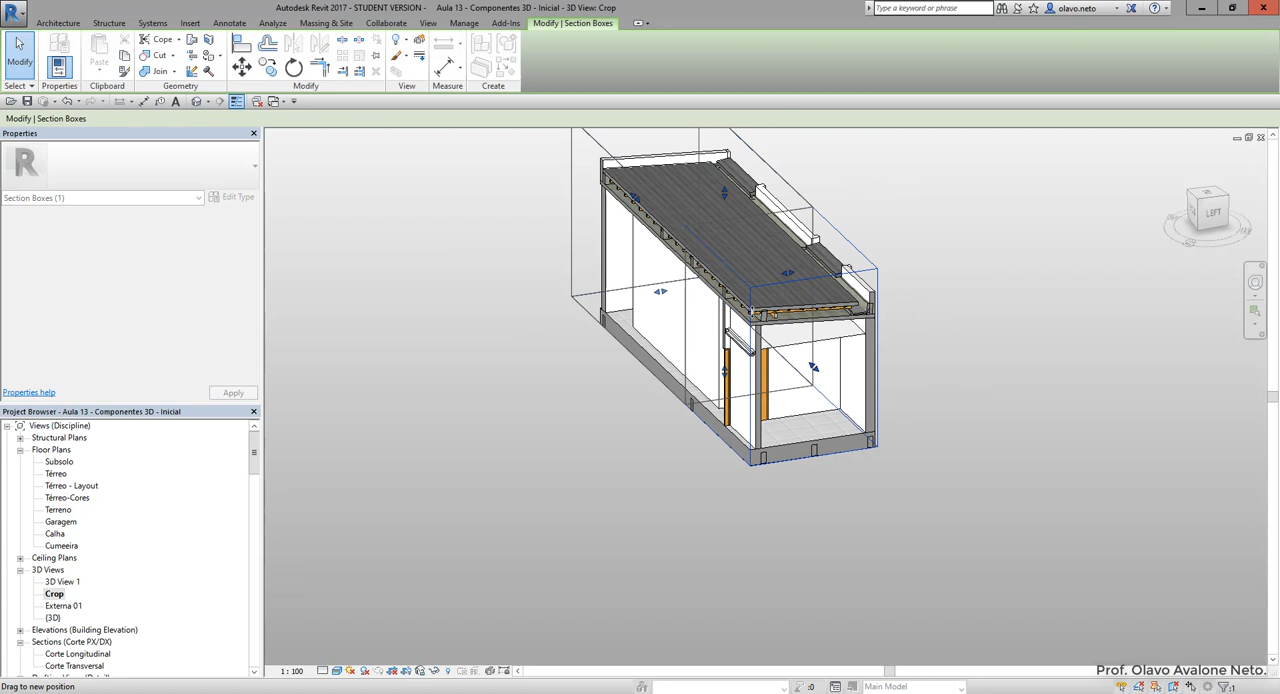 Autodesk Revit 2017 - STUDENT VERSION - Aula 13 - Componentes 3D - Inicial - 3D View: Crop
Type a keyword or phrase
olavo.neto
Architecture Structure Systems Insert Annotate Analyze Massing & Site Collaborate View Manage Add-Ins Modify | Section Boxes
Modify
Paste
Cope
Cut
Join
Select Properties Clipboard Geometry Modify View Measure Create
Modify | Section Boxes
Properties
Section Boxes (1)
Edit Type
Properties help
Apply
Project Browser - Aula 13 - Componentes 3D - Inicial
Views (Discipline)
Structural Plans
Floor Plans
Subsolo
Térreo
Térreo - Layout
Térreo-Cores
Terreno
Garagem
Calha
Cumeeira
Ceiling Plans
3D Views
3D View 1
Crop
Externa 01
{3D}
Elevations (Building Elevation)
Sections (Corte PX/DX)
Corte Longitudinal
Corte Transversal
LEFT
1 : 100
Prof. Olavo Avalone Neto.
Drag to new position
:0
Main Model
:1